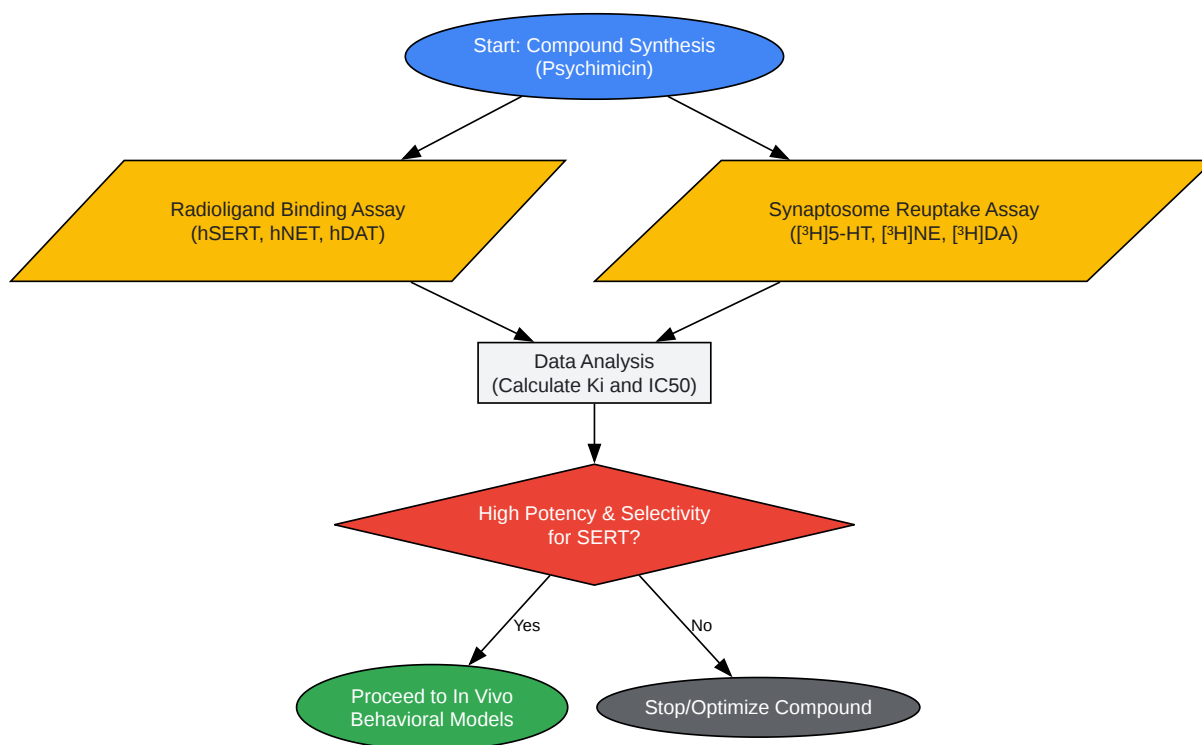 Start: Compound Synthesis
(Psychimicin)
Radioligand Binding Assay
(hSERT, hNET, hDAT)
Synaptosome Reuptake Assay
([³H]5-HT, [³H]NE, [³H]DA)
Data Analysis
(Calculate Ki and IC50)
High Potency & Selectivity
for SERT?
Yes
No
Proceed to In Vivo
Behavioral Models
Stop/Optimize Compound